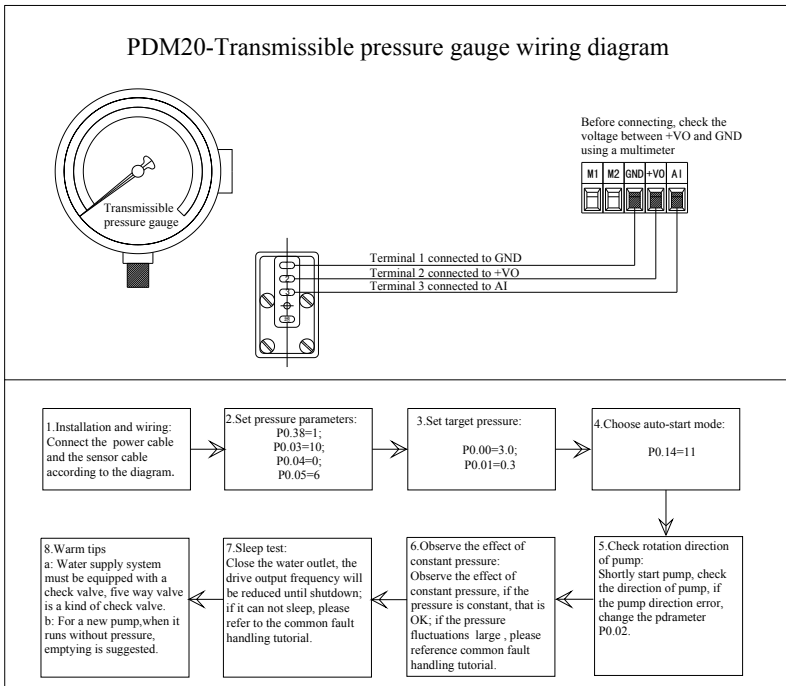 PDM20-Transmissible pressure gauge wiring diagram
Transmissible
pressure gauge
Before connecting, check the
voltage between +VO and GND
using a multimeter
M1 M2 GND +VO AI
Terminal 1 connected to GND
Terminal 2 connected to +VO
Terminal 3 connected to AI
2
3
1.Installation and wiring:
Connect the power cable
and the sensor cable
according to the diagram.
2.Set pressure parameters:
P0.38=1;
P0.03=10;
P0.04=0;
P0.05=6
3.Set target pressure:
P0.00=3.0;
P0.01=0.3
4.Choose auto-start mode:
P0.14=11
5.Check rotation direction
of pump:
Shortly start pump, check
the direction of pump, if
the pump direction error,
change the pdrameter
P0.02.
6.Observe the effect of
constant pressure:
Observe the effect of
constant pressure, if the
pressure is constant, that is
OK; if the pressure
fluctuations large , please
reference common fault
handling tutorial.
7.Sleep test:
Close the water outlet, the
drive output frequency will
be reduced until shutdown;
if it can not sleep, please
refer to the common fault
handling tutorial.
8.Warm tips
a: Water supply system
must be equipped with a
check valve, five way valve
is a kind of check valve.
b: For a new pump,when it
runs without pressure,
emptying is suggested.